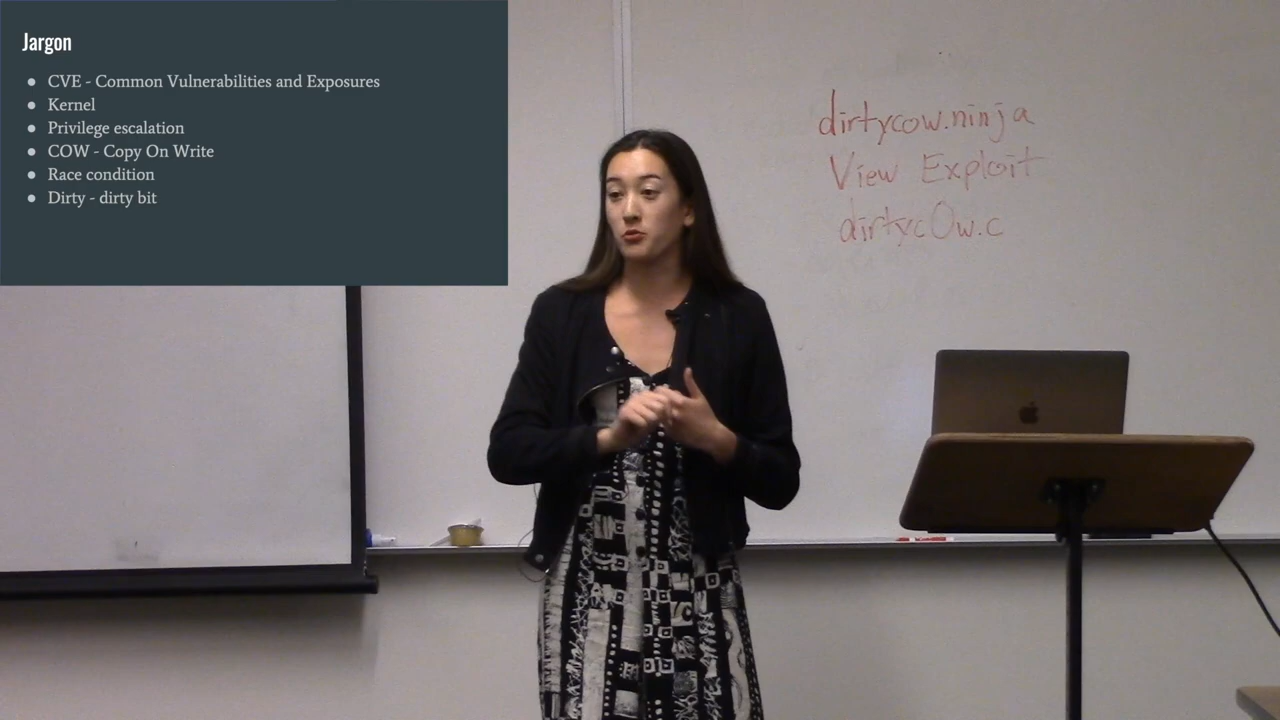 Jargon
CVE - Common Vulnerabilities and Exposures
Kernel
Privilege escalation
COW - Copy On Write
Race condition
Dirty - dirty bit
dirtycow.ninja
View Exploit
dirtyc0w.c